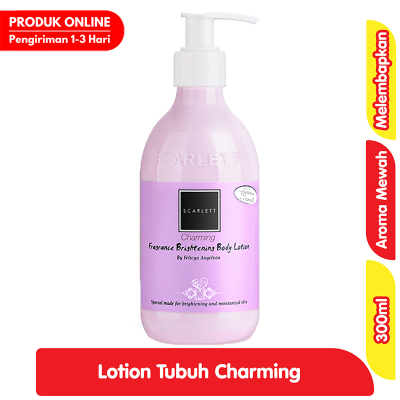 PRODUK ONLINE
Pengiriman 1-3 Hari
Melembapkan
Aroma Mewah
300ml
SCARLETT
SCARLETT
Charming
Fragrance Brightening Body Lotion
By Felicya Angelista
Special made for brightening and moisturized skin
Lotion Tubuh Charming